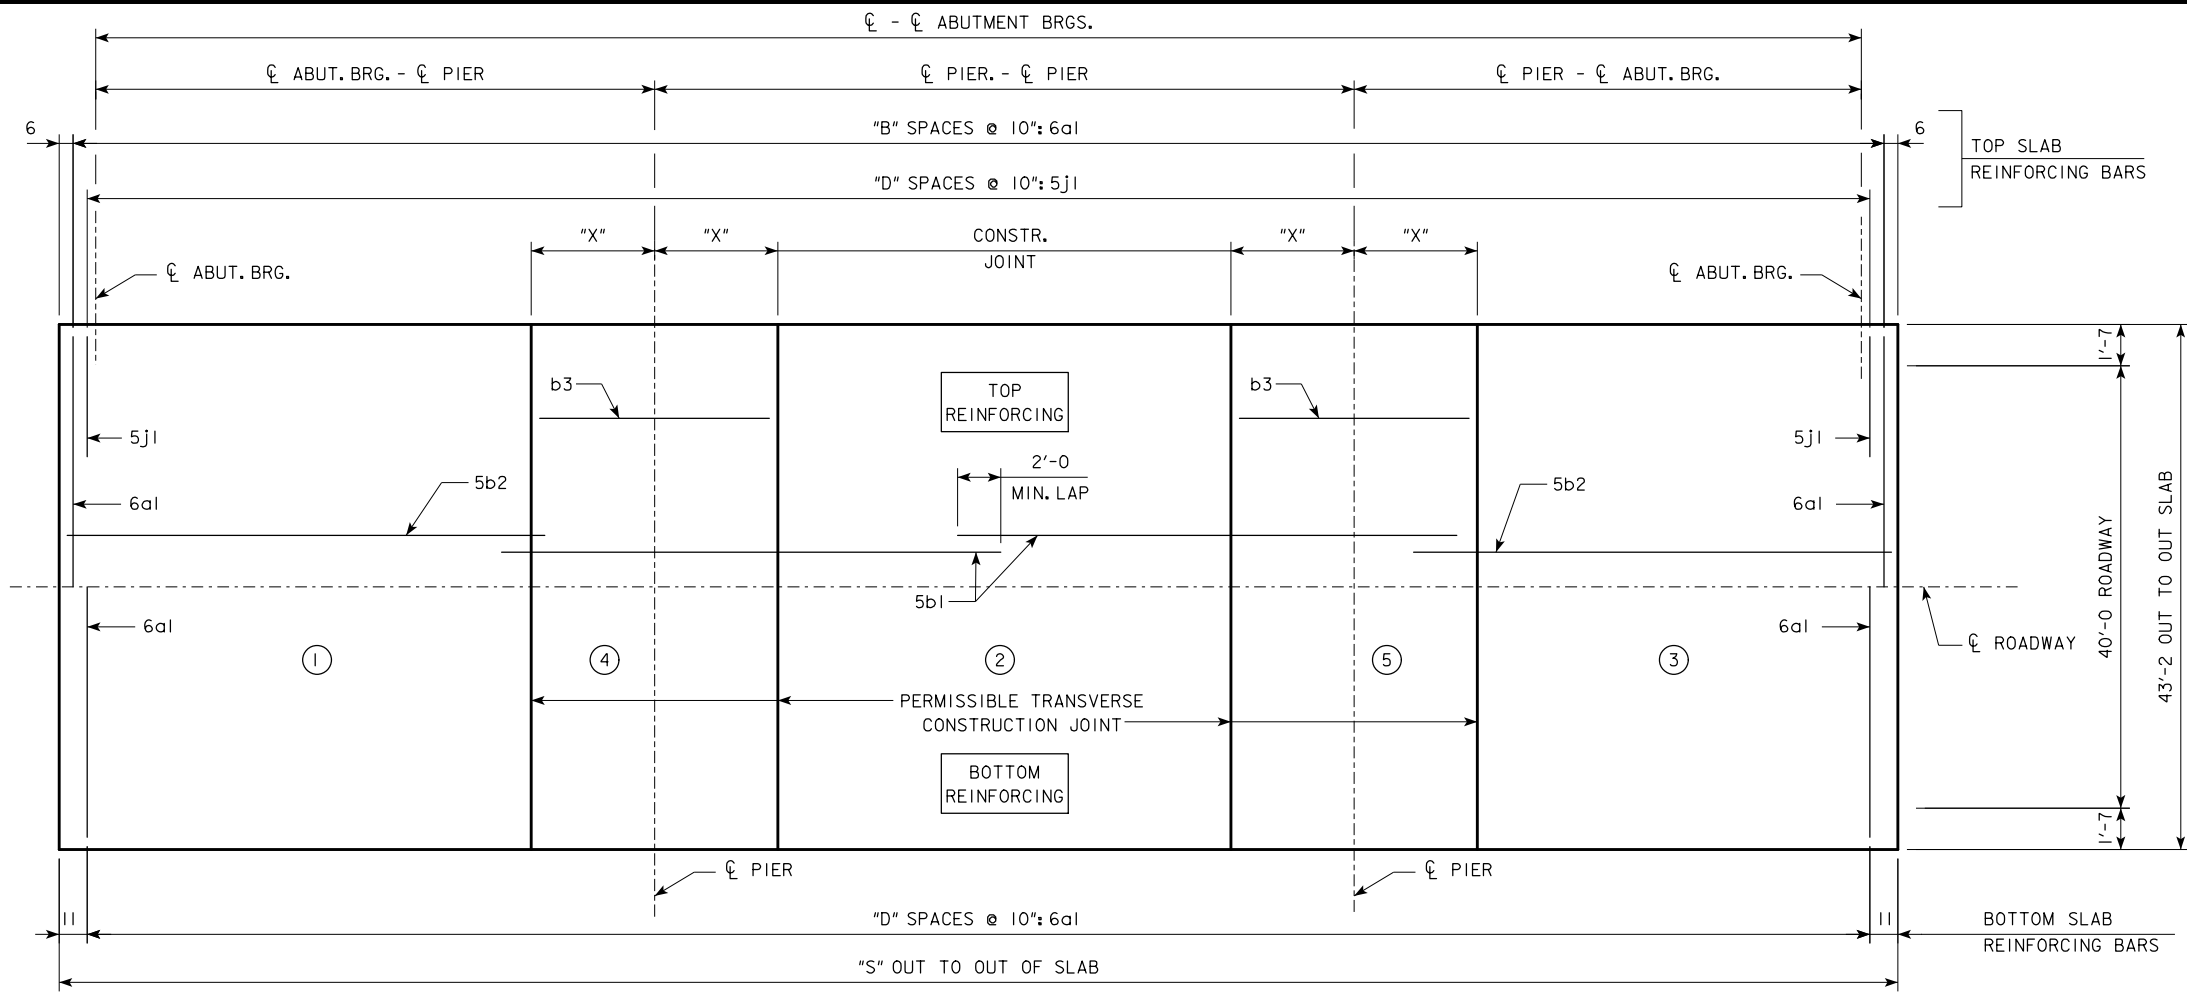 ℄ - ℄ ABUTMENT BRGS.
℄ ABUT. BRG. - ℄ PIER
℄ PIER. - ℄ PIER
℄ PIER - ℄ ABUT. BRG.
6
"B" SPACES @ 10": 6a1
6
TOP SLAB
REINFORCING BARS
"D" SPACES @ 10": 5j1
"X"
"X"
CONSTR.
JOINT
"X"
"X"
℄ ABUT. BRG.
℄ ABUT. BRG.
1'-7
b3
TOP
REINFORCING
b3
5j1
5j1
2'-0
MIN. LAP
5b2
5b2
6a1
6a1
40'-0 ROADWAY
43'-2 OUT TO OUT SLAB
5b1
6a1
6a1
℄ ROADWAY
1
4
2
5
3
PERMISSIBLE TRANSVERSE
CONSTRUCTION JOINT
BOTTOM
REINFORCING
1'-7
℄ PIER
℄ PIER
11
"D" SPACES @ 10": 6a1
11
BOTTOM SLAB
REINFORCING BARS
"S" OUT TO OUT OF SLAB